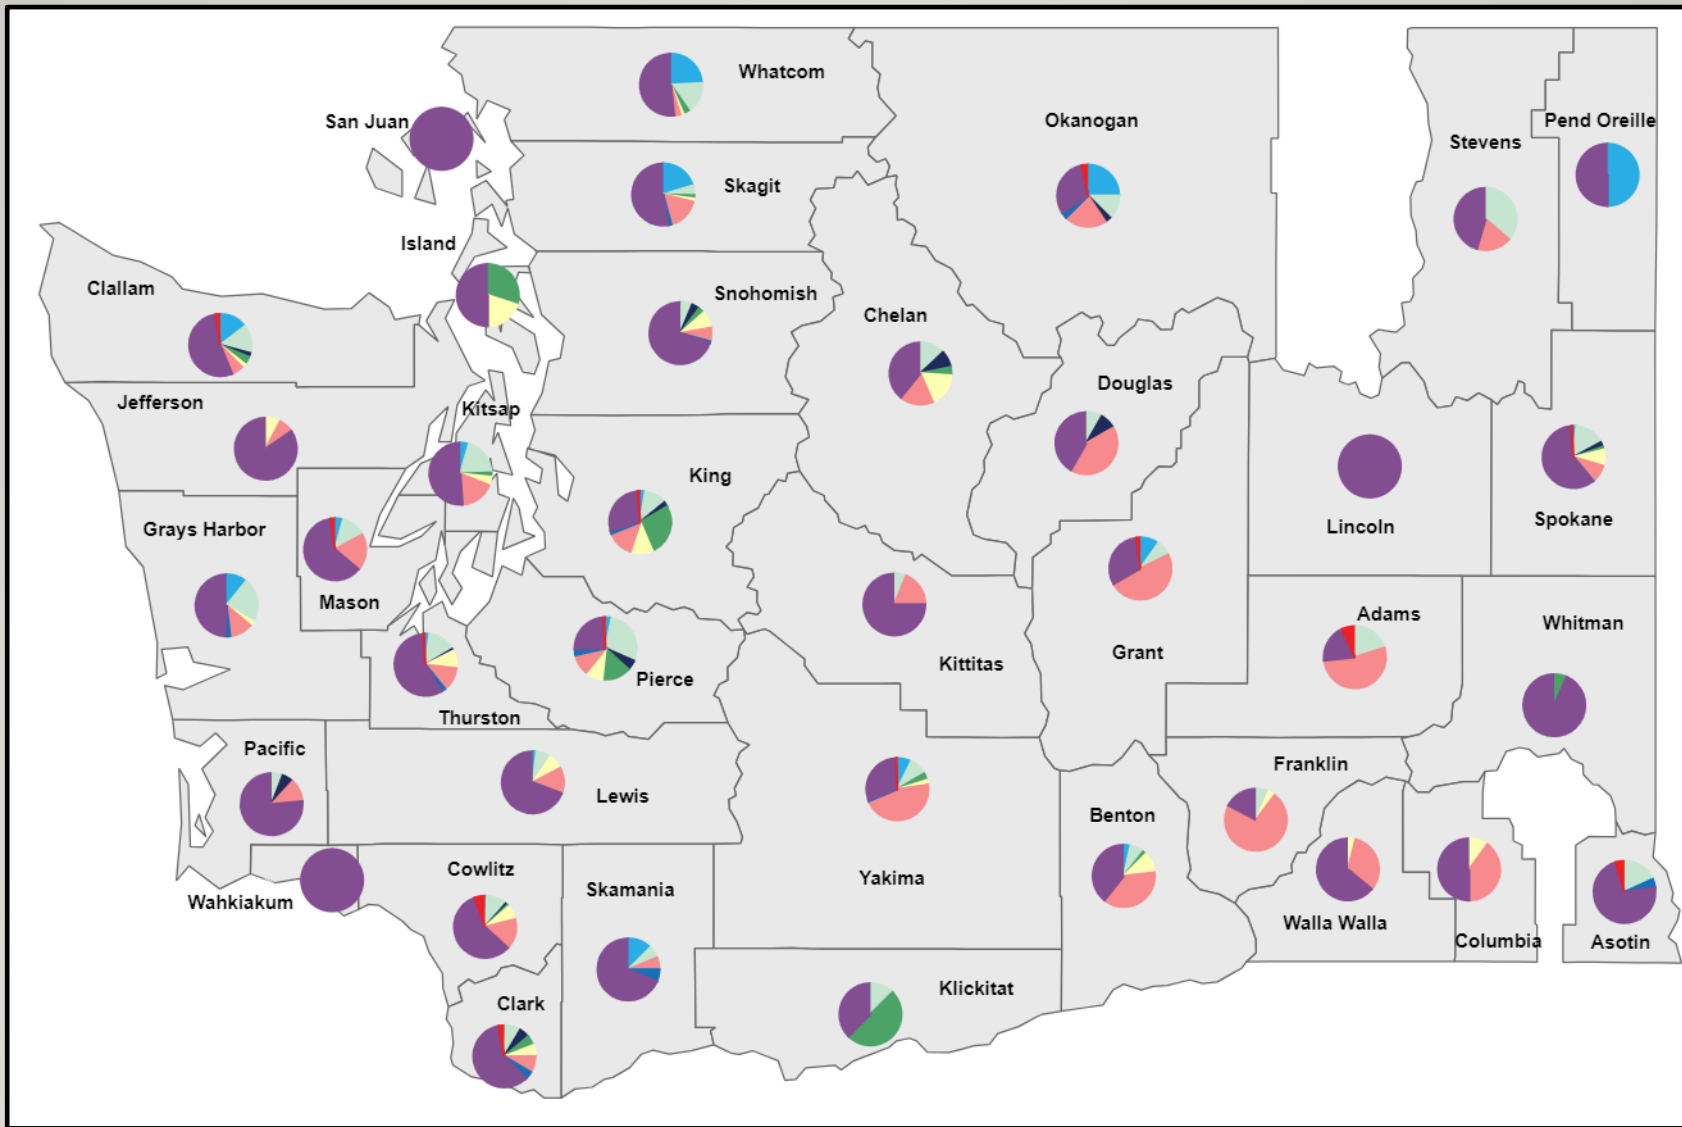 Whatcom
San Juan
Okanogan
Pend Oreille
Stevens
Skagit
Island
Clallam
Snohomish
Chelan
Douglas
Jefferson
Kitsap
King
Lincoln
Spokane
Grays Harbor
Mason
Adams
Whitman
Grant
Kittitas
Pierce
Thurston
Pacific
Franklin
Lewis
Benton
Cowlitz
Yakima
Skamania
Wahkiakum
Walla Walla
Columbia
Asotin
Klickitat
Clark